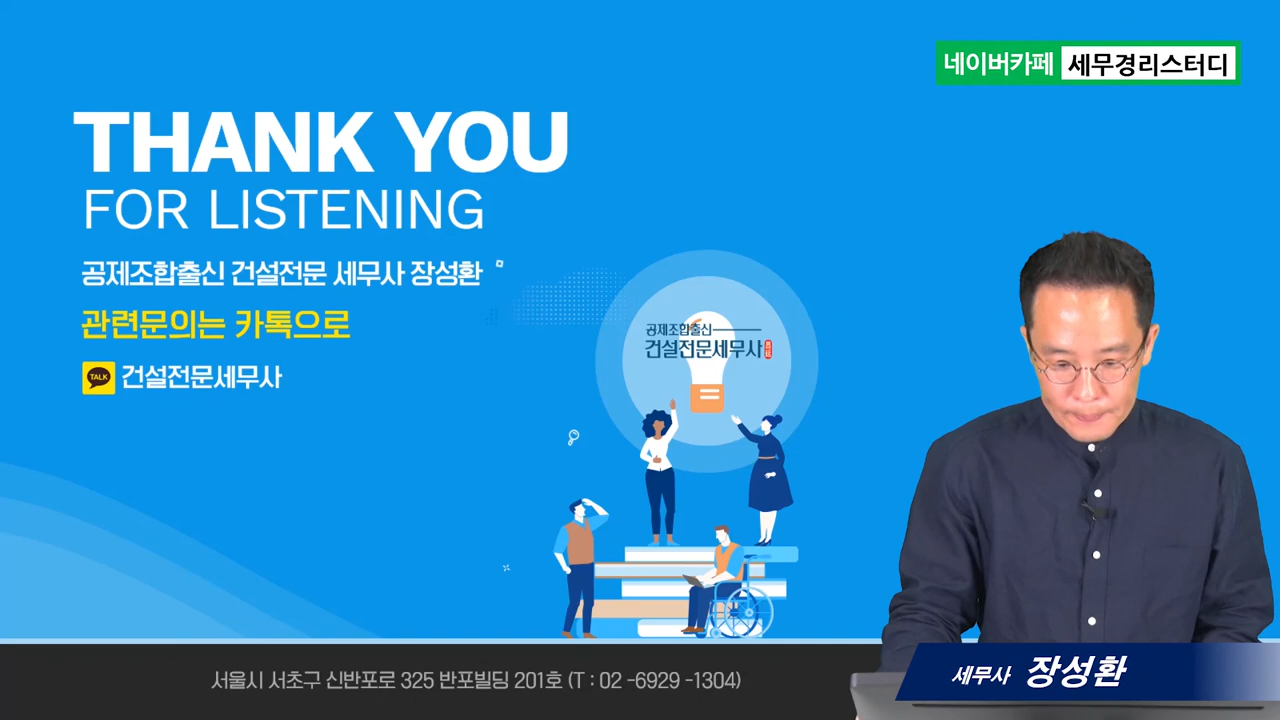 네이버카페 세무경리스터디
THANK YOU
FOR LISTENING
공제조합출신 건설전문 세무사 장성환
관련문의는 카톡으로
TALK 건설전문세무사
공제조합출신
건설전문세무사
서울시 서초구 신반포로 325 반포빌딩 201호 (T : 02 -6929 -1304)
세무사 장성환